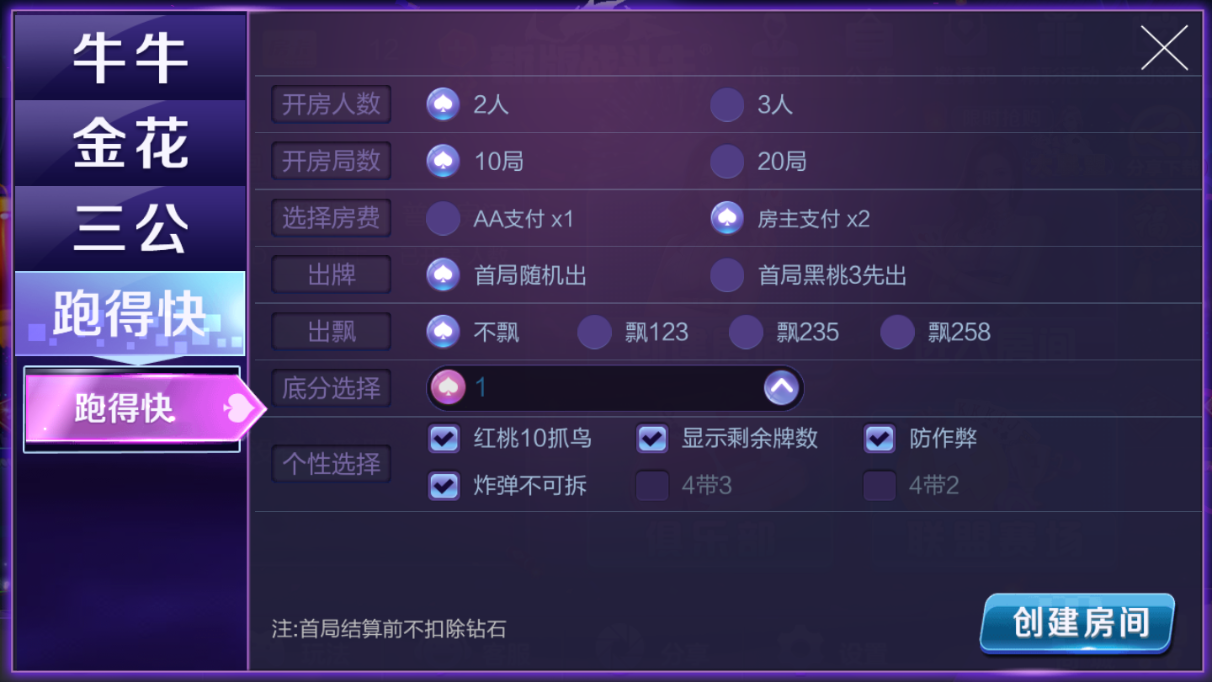 牛牛
金花
三公
跑得快
跑得快
开房人数 2人 3人
开房局数 10局 20局
选择房费 AA支付 x1 房主支付 x2
出牌 首局随机出 首局黑桃3先出
出飘 不飘 飘123 飘235 飘258
底分选择 1
个性选择
红桃10抓鸟 显示剩余牌数 防作弊
炸弹不可拆 4带3 4带2
注:首局结算前不扣除钻石
创建房间